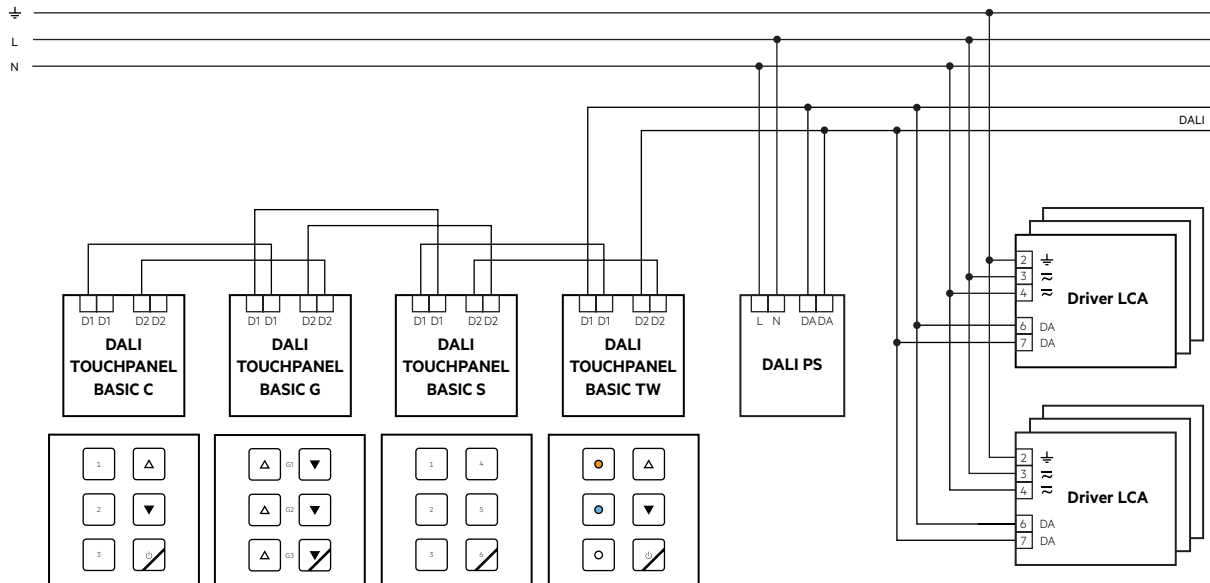 ⏚
L
N
DALI
D1 D1 D2 D2
DALI
TOUCHPANEL
BASIC C
D1 D1 D2 D2
DALI
TOUCHPANEL
BASIC G
D1 D1 D2 D2
DALI
TOUCHPANEL
BASIC S
D1 D1 D2 D2
DALI
TOUCHPANEL
BASIC TW
L N DA DA
DALI PS
2 ⏚
3
4
Driver LCA
6 DA
7 DA
2 ⏚
3
4
Driver LCA
6 DA
7 DA
1
2
3
G1
G2
G3
1 4
2 5
3 6